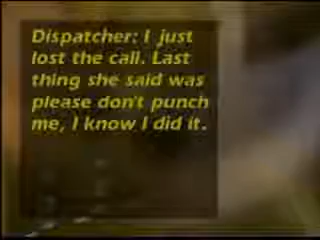 Dispatcher: I just
lost the call. Last
thing she said was
please don't punch
me, I know I did it.